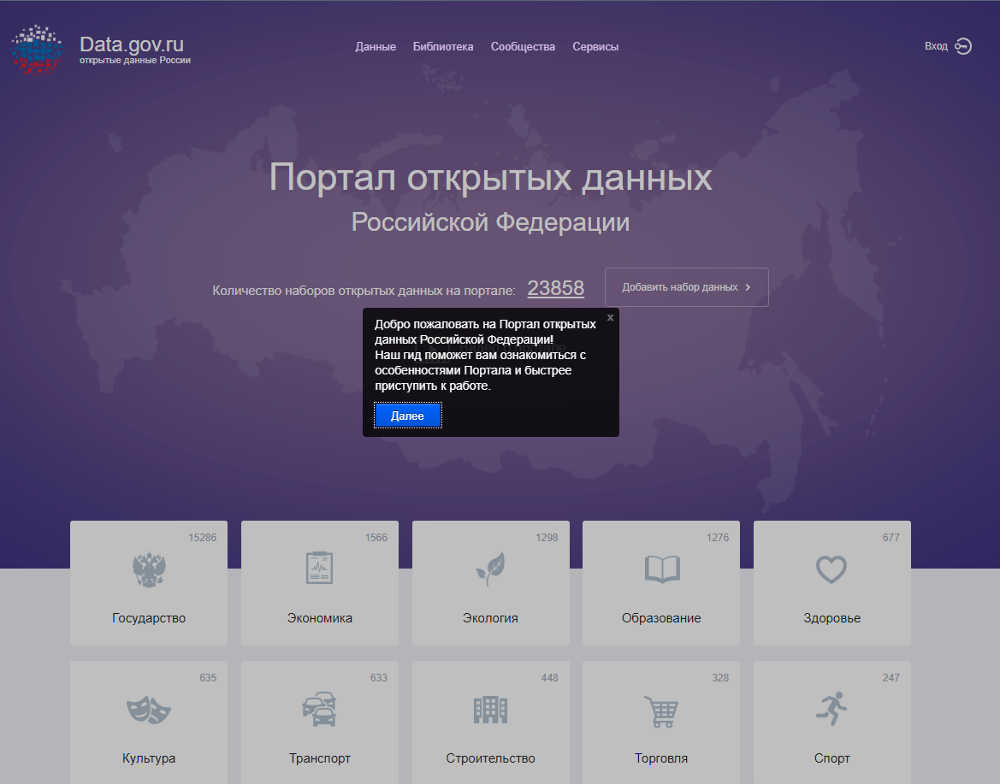 Data.gov.ru
открытые данные России
Данные Библиотека Сообщества Сервисы
Вход
Портал открытых данных
Российской Федерации
Количество наборов открытых данных на портале: 23858
Добавить набор данных
x
Добро пожаловать на Портал открытых
данных Российской Федерации!
Наш гид поможет вам ознакомиться с
особенностями Портала и быстрее
приступить к работе.
Далее
15286
Государство
1566
Экономика
1298
Экология
1276
Образование
677
Здоровье
635
Культура
633
Транспорт
448
Строительство
328
Торговля
247
Спорт